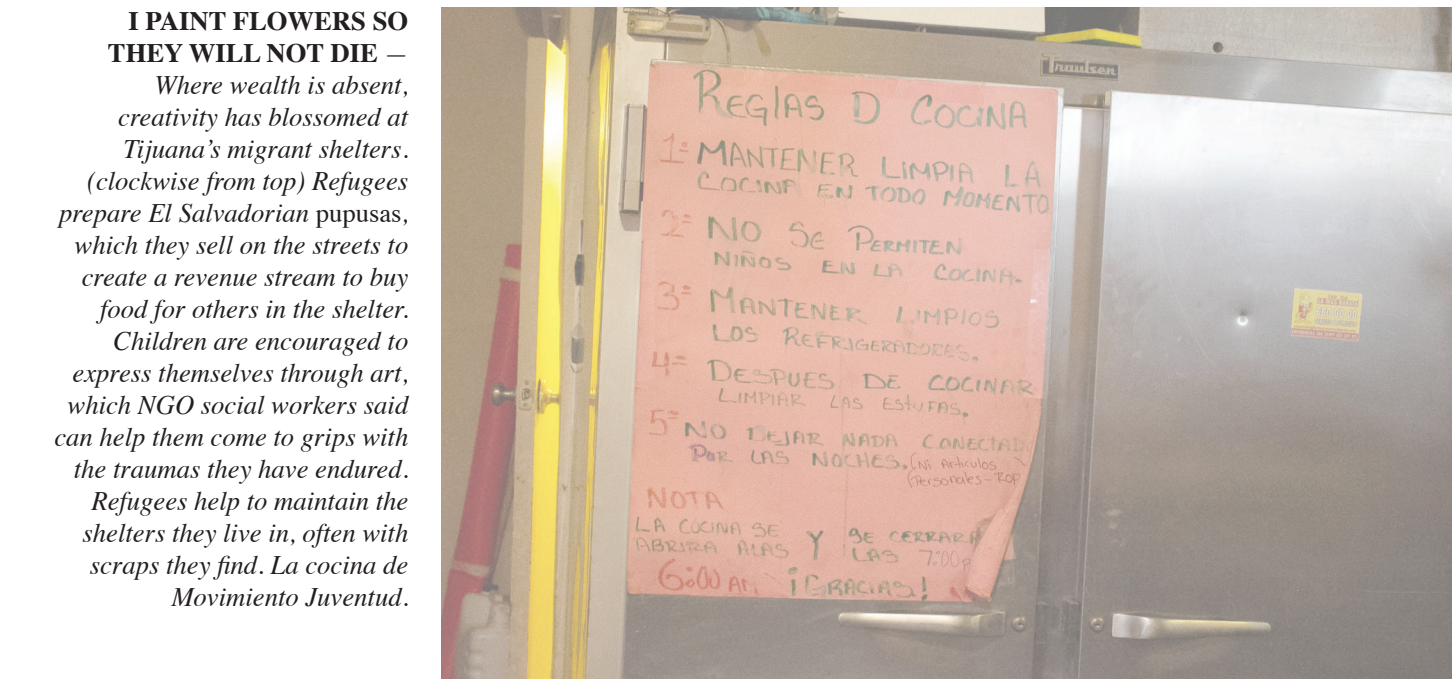 I PAINT FLOWERS SO
THEY WILL NOT DIE —
Where wealth is absent,
creativity has blossomed at
Tijuana’s migrant shelters.
(clockwise from top) Refugees
prepare El Salvadorian pupusas,
which they sell on the streets to
create a revenue stream to buy
food for others in the shelter.
Children are encouraged to
express themselves through art,
which NGO social workers said
can help them come to grips with
the traumas they have endured.
Refugees help to maintain the
shelters they live in, often with
scraps they find. La cocina de
Movimiento Juventud.
Traulsen
REGlAS D COCiNA
1= MANTENER LIMPIA LA
COCINA EN TODO MOMENTO
2= NO SE PERMITEN
NIÑOS EN LA COCINA.
3= MANTENER LIMPIOS
LOS REFRIGERADORES.
4= DESPUES DE COCINAR
LIMPIAR LAS EStUFAS.
5= NO DEJAR NADA CONECTAD
PoR LAS NOCHES. (Ni Articulos
(Personales - ROP
NOTA
LA COCINA SE
ABRIRA ALAS Y SE CERRARA
LAS 7:00p
6:00 AM ¡GRACIAS!